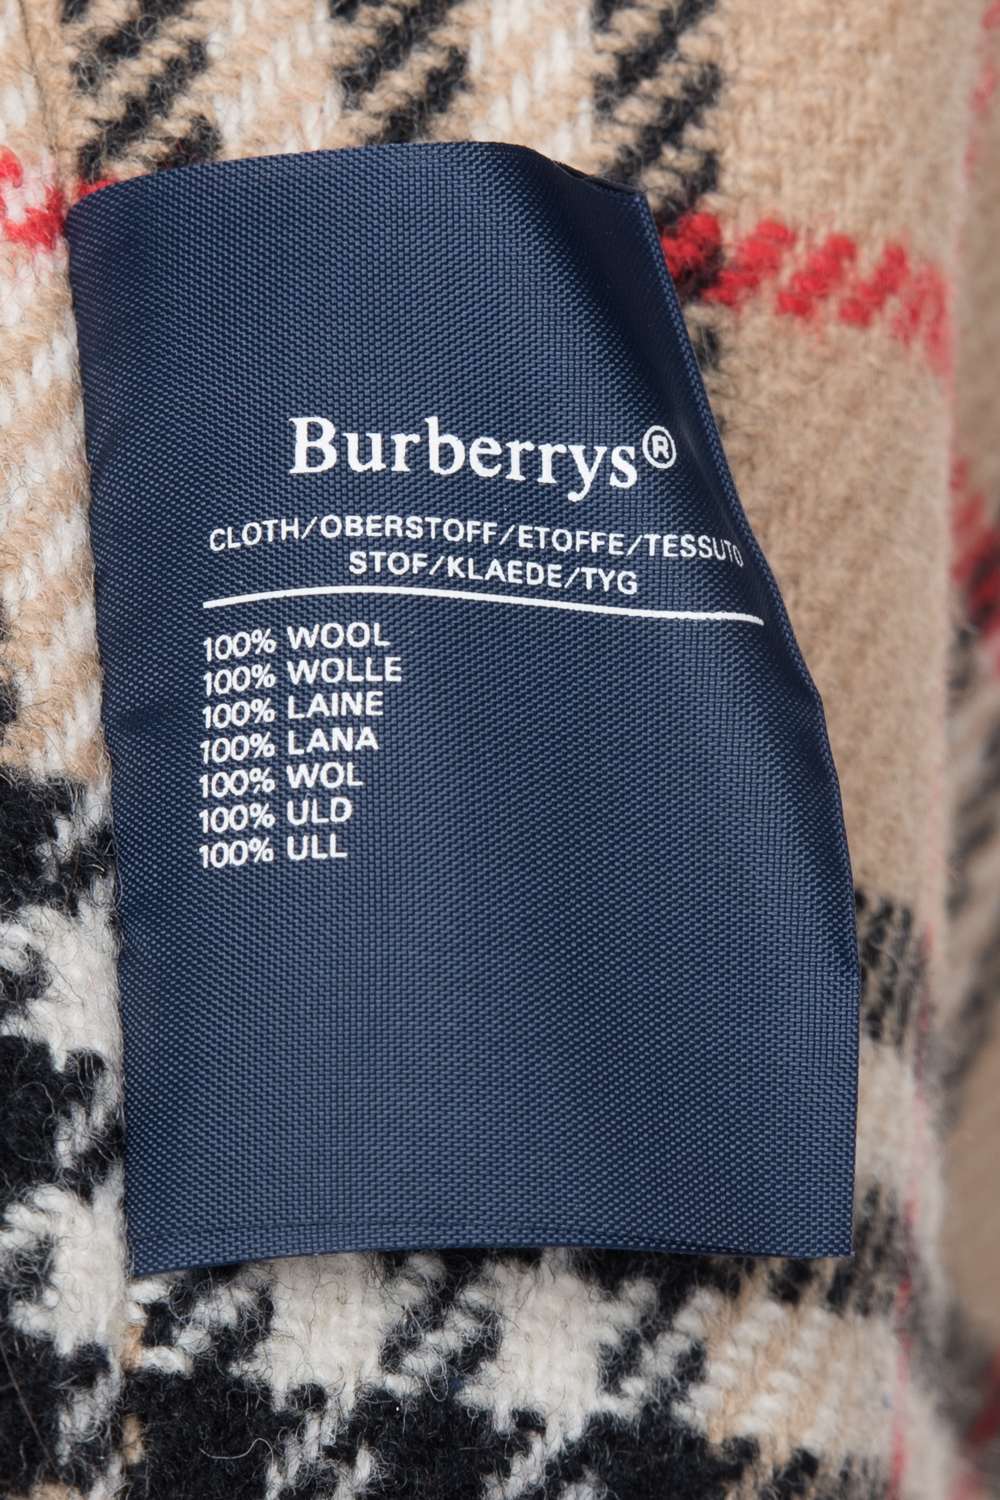 Burberrys®
CLOTH/OBERSTOFF/ETOFFE/TESSUTO
STOF/KLAEDE/TYG
100% WOOL
100% WOLLE
100% LAINE
100% LANA
100% WOL
100% ULD
100% ULL